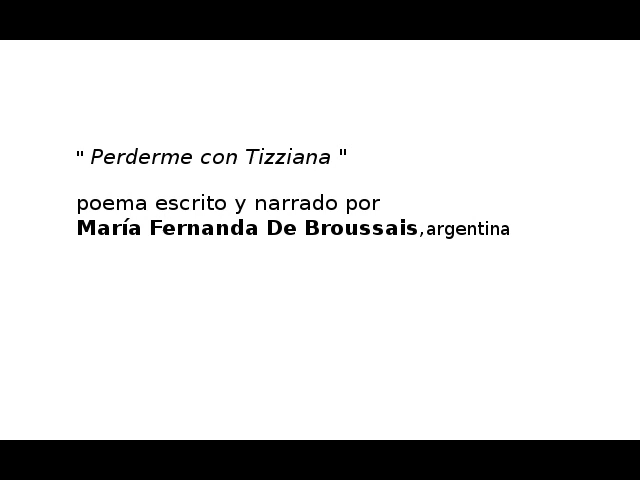 " Perderme con Tizziana "
poema escrito y narrado por
María Fernanda De Broussais,argentina